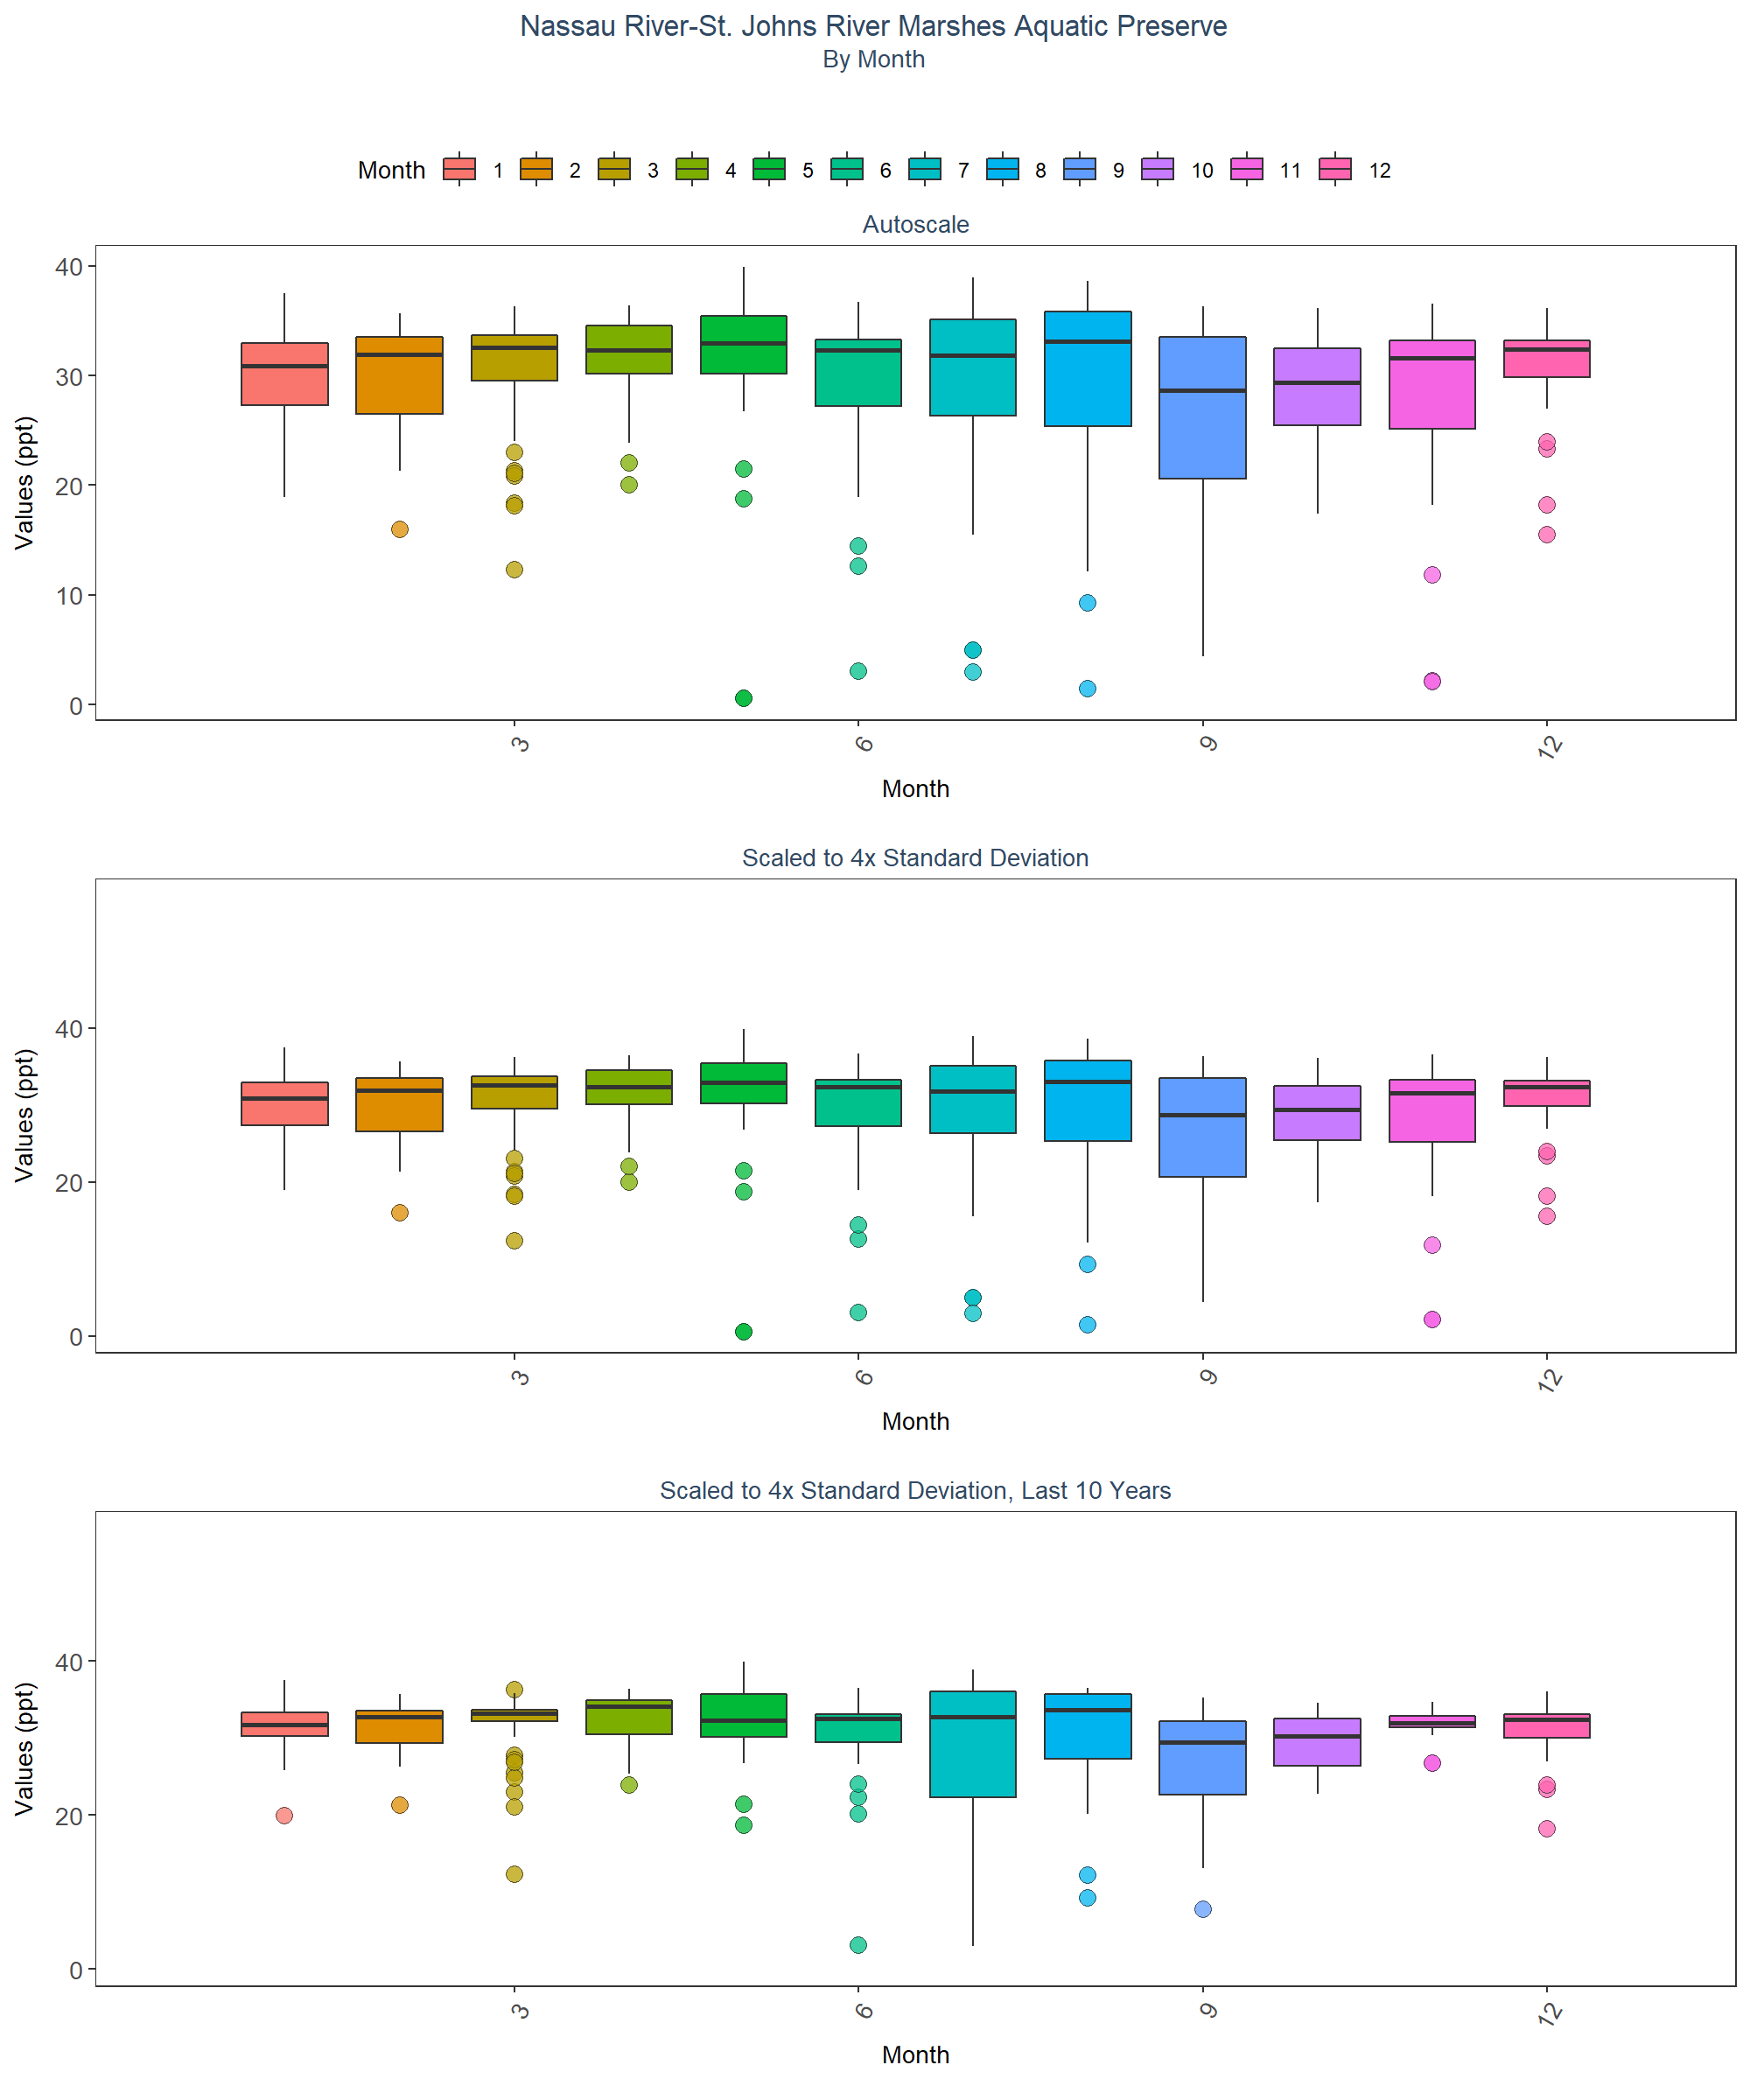 Nassau River-St. Johns River Marshes Aquatic Preserve
By Month
Month 1 2 3 4 5 6 7 8 9 10 11 12
Autoscale
Values (ppt)
40
30
20
10
0
3 6 9 12
Month
Scaled to 4x Standard Deviation
Values (ppt)
40
20
0
3 6 9 12
Month
Scaled to 4x Standard Deviation, Last 10 Years
Values (ppt)
40
20
0
3 6 9 12
Month